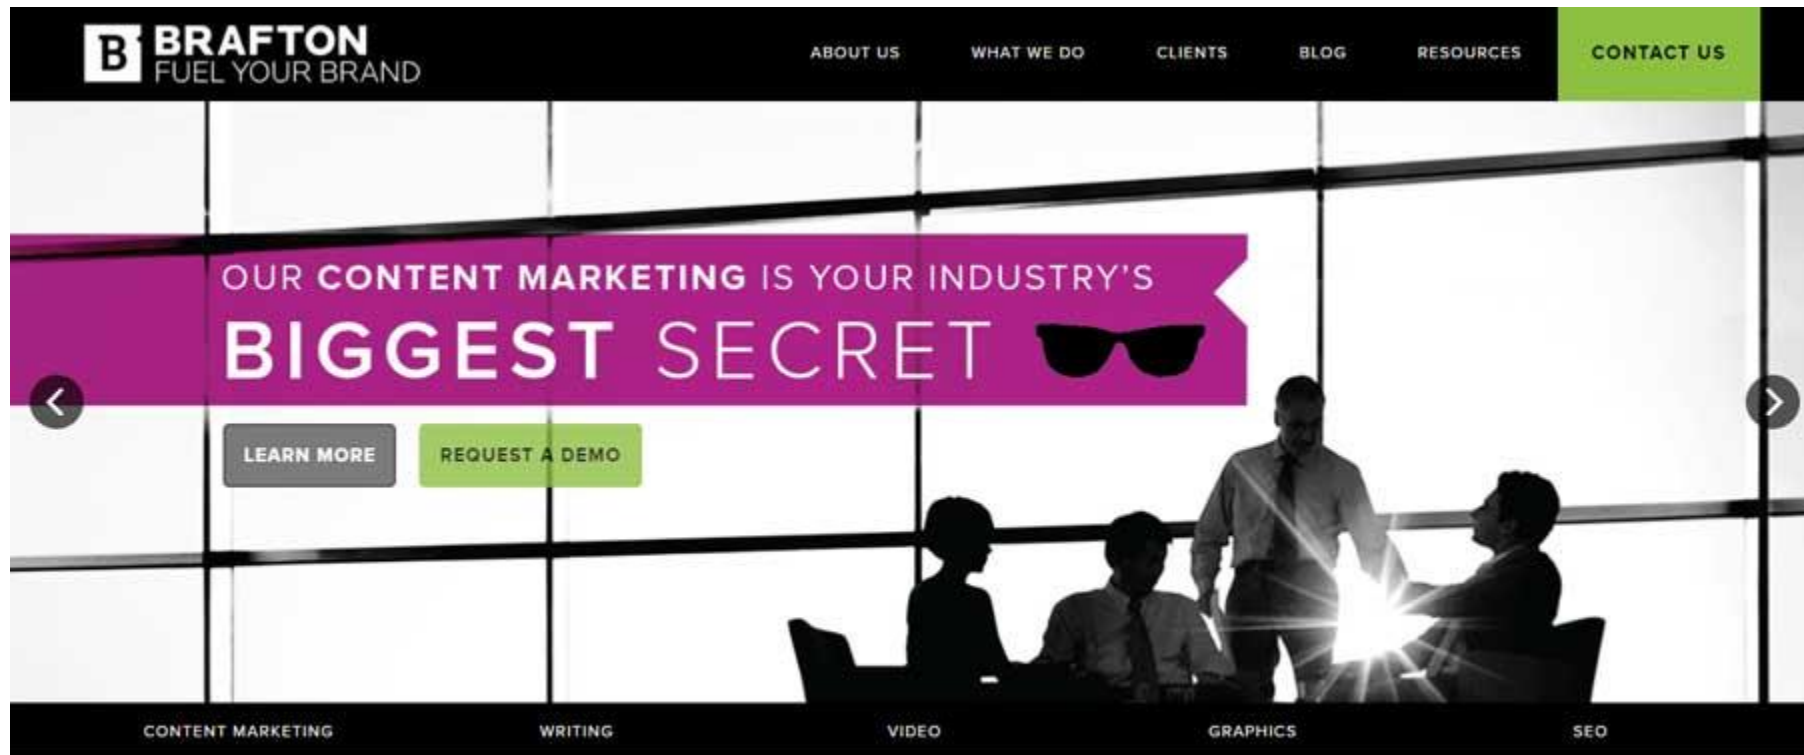 B BRAFTON
FUEL YOUR BRAND
ABOUT US WHAT WE DO CLIENTS BLOG RESOURCES CONTACT US
OUR CONTENT MARKETING IS YOUR INDUSTRY'S
BIGGEST SECRET
LEARN MORE REQUEST A DEMO
CONTENT MARKETING WRITING VIDEO GRAPHICS SEO